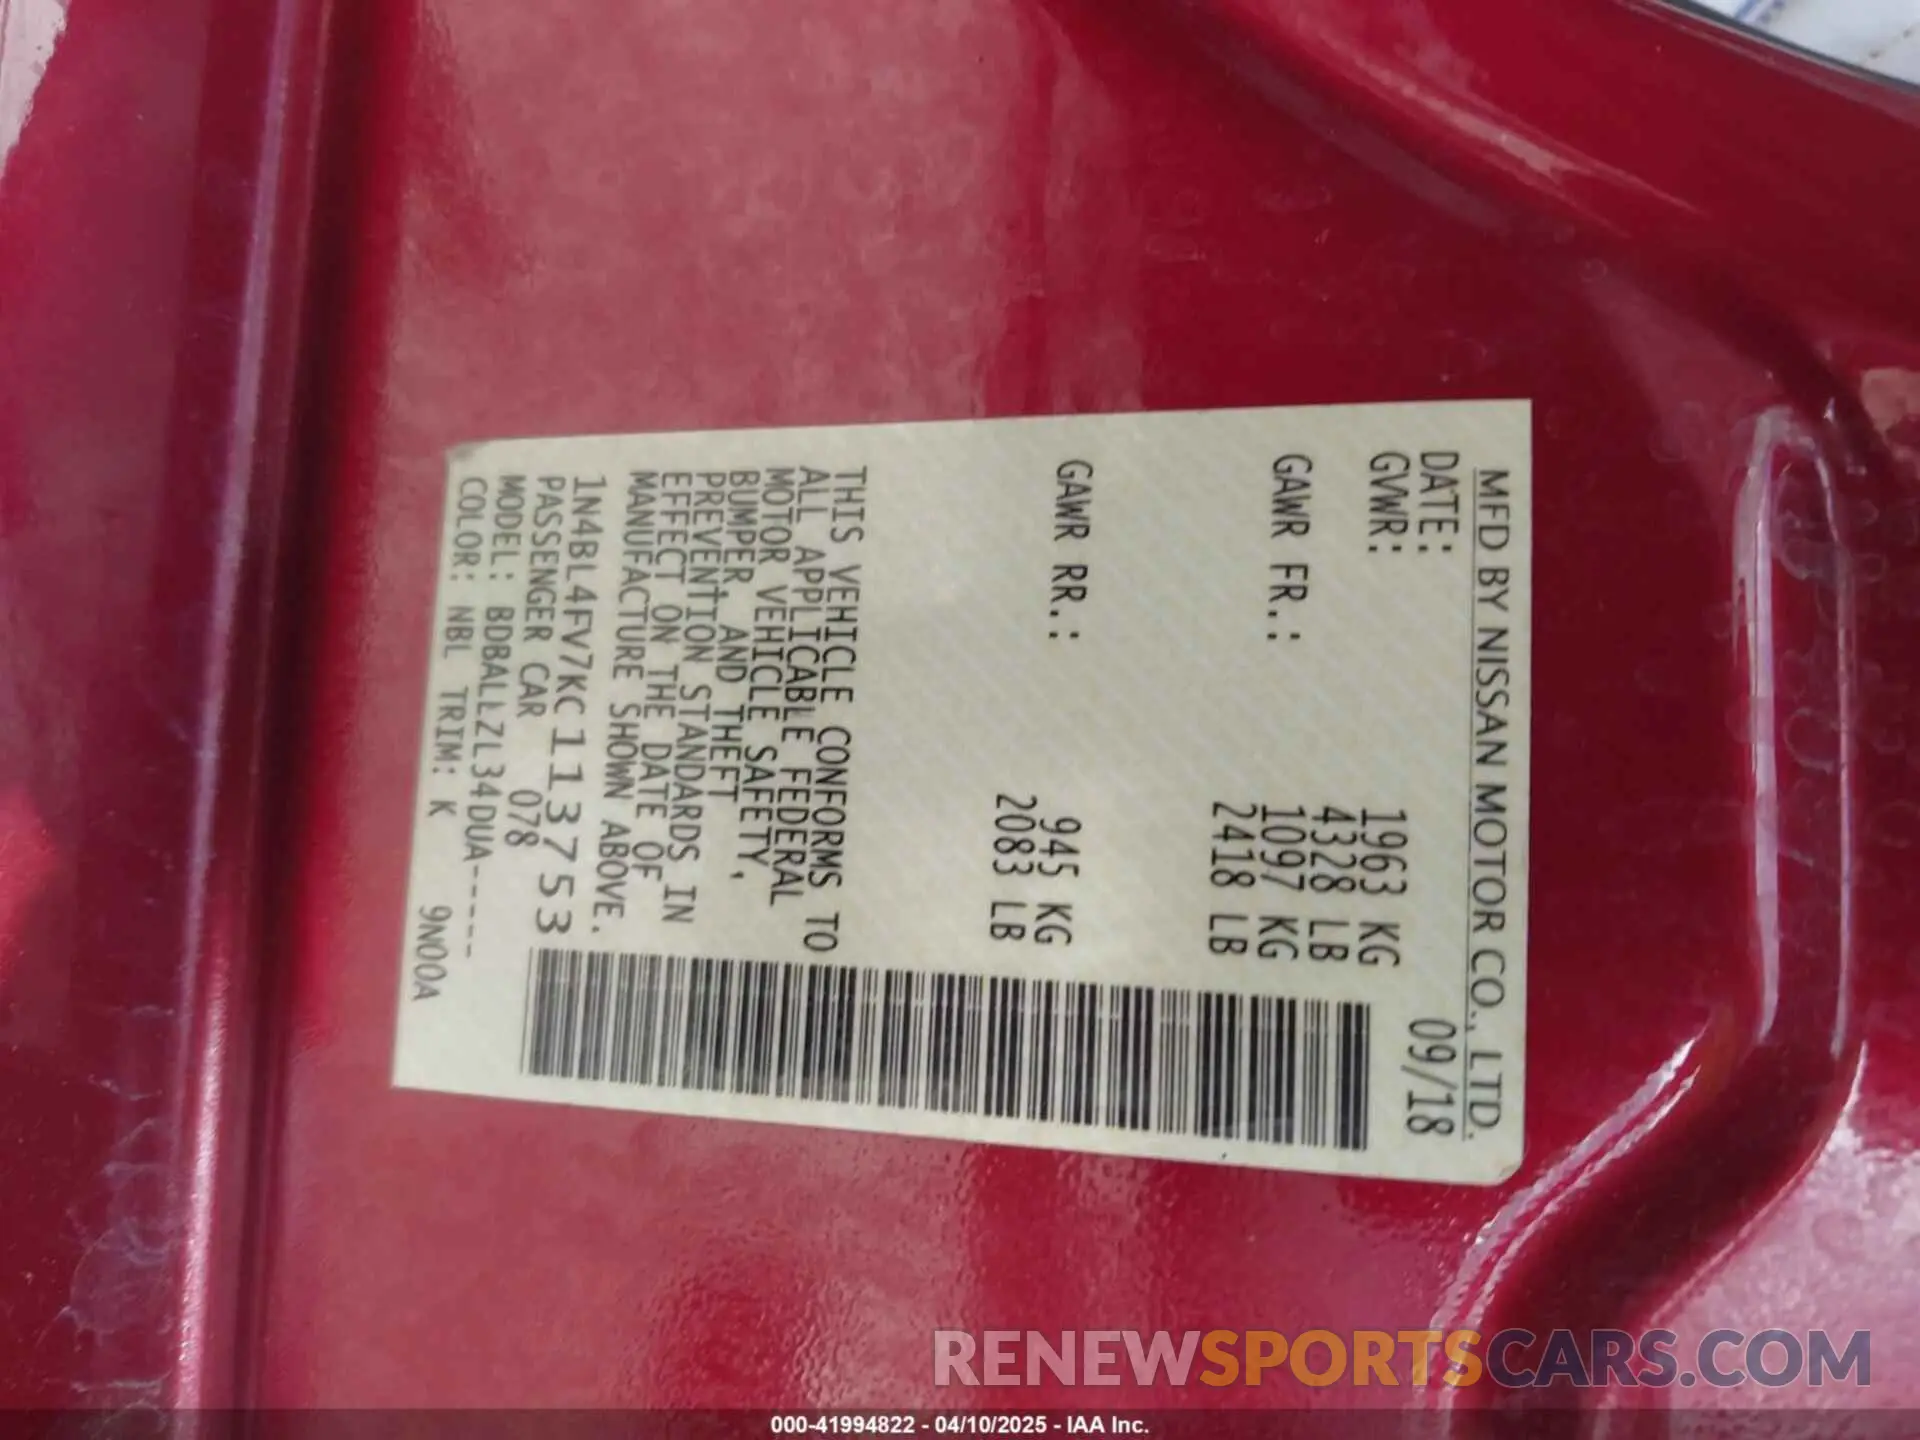 MFD BY NISSAN MOTOR CO., LTD.
DATE: 09/18
GVWR: 1963 KG
4328 LB
GAWR FR.: 1097 KG
2418 LB
GAWR RR.: 945 KG
2083 LB
THIS VEHICLE CONFORMS TO
ALL APPLICABLE FEDERAL
MOTOR VEHICLE SAFETY,
BUMPER, AND THEFT
PREVENTION STANDARDS IN
EFFECT ON THE DATE OF
MANUFACTURE SHOWN ABOVE.
1N4BL4FV7KC113753
PASSENGER CAR 078
MODEL: BDBALLZL34DUA-----
COLOR: NBL TRIM: K 9N00A
RENEWSPORTSCARS.COM
000-41994822 - 04/10/2025 - IAA Inc.